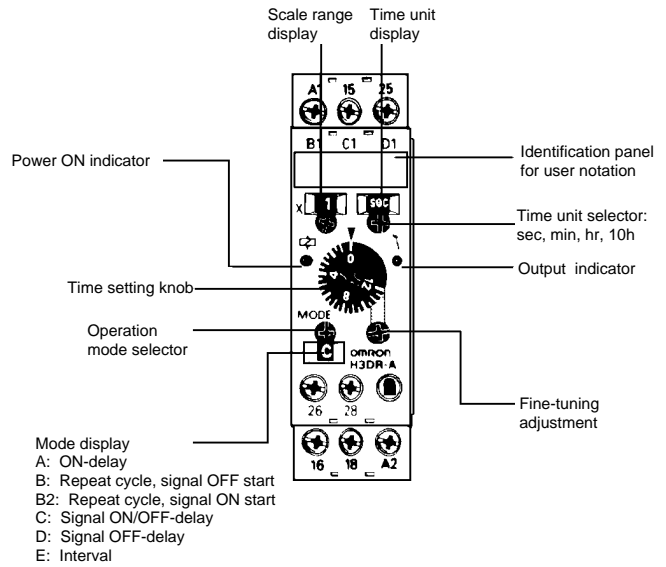 Scale range
display
Time unit
display
A1 15 25
B1 C1 D1
Power ON indicator
Identification panel
for user notation
X 1 sec
Time unit selector:
sec, min, hr, 10h
Output indicator
0
4
8
12
Time setting knob
MODE
Operation
mode selector
C
OMRON
H3DR-A
26 28
Fine-tuning
adjustment
16 18 A2
Mode display
A: ON-delay
B: Repeat cycle, signal OFF start
B2: Repeat cycle, signal ON start
C: Signal ON/OFF-delay
D: Signal OFF-delay
E: Interval